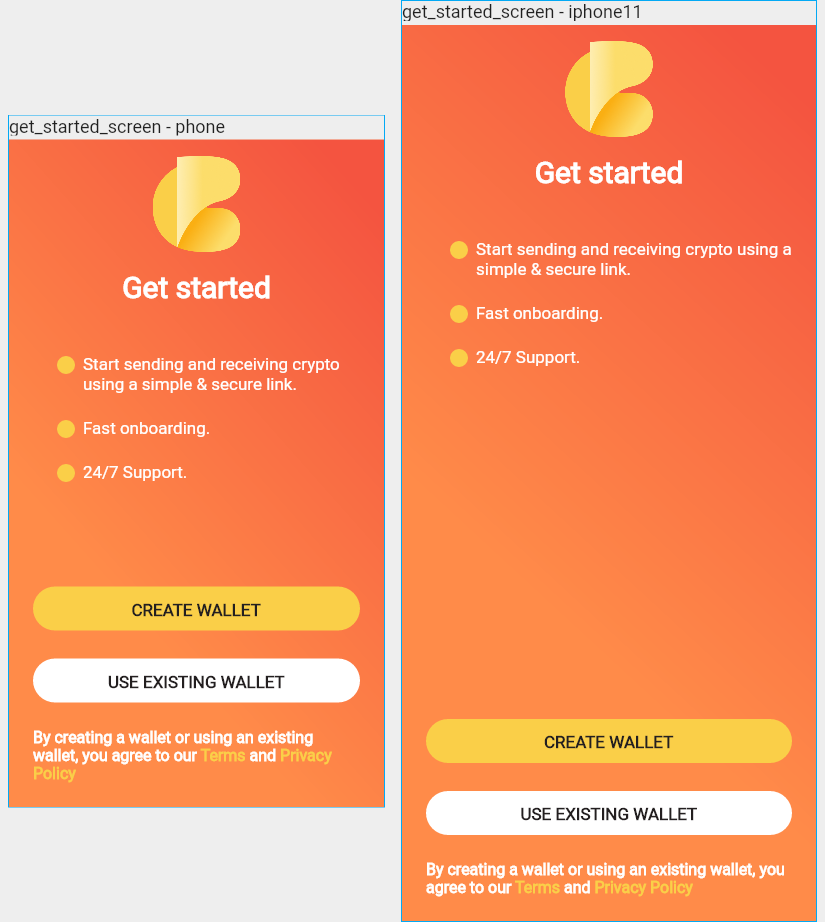 get_started_screen - phone
Get started
Start sending and receiving crypto
using a simple & secure link.
Fast onboarding.
24/7 Support.
CREATE WALLET
USE EXISTING WALLET
By creating a wallet or using an existing
wallet, you agree to our Terms and Privacy
Policy
get_started_screen - iphone11
Get started
Start sending and receiving crypto using a
simple & secure link.
Fast onboarding.
24/7 Support.
CREATE WALLET
USE EXISTING WALLET
By creating a wallet or using an existing wallet, you
agree to our Terms and Privacy Policy